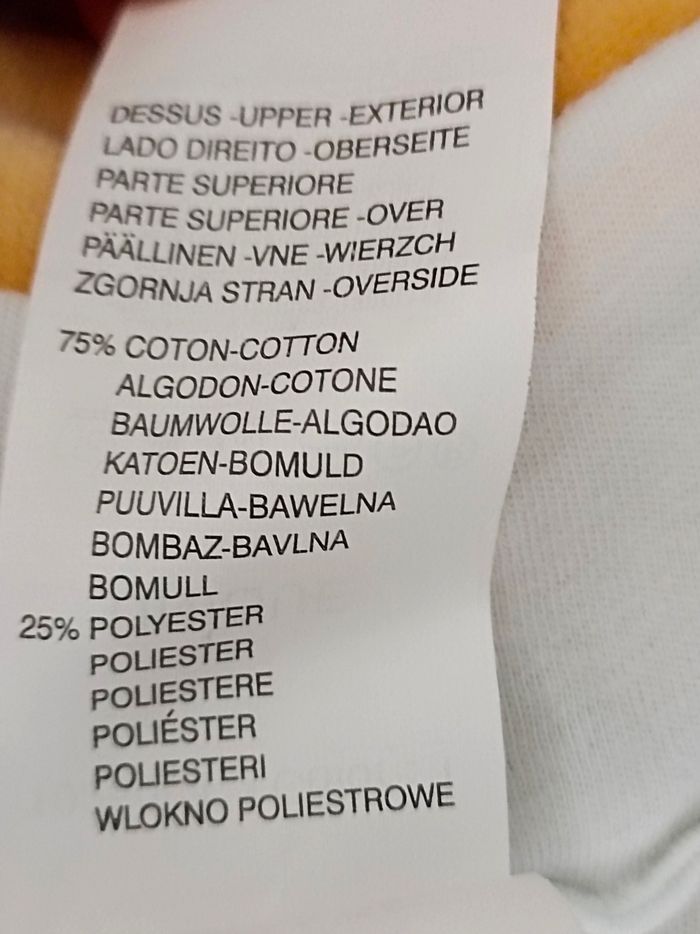 DESSUS -UPPER -EXTERIOR
LADO DIREITO -OBERSEITE
PARTE SUPERIORE
PARTE SUPERIORE -OVER
PÄÄLLINEN -VNE -WIERZCH
ZGORNJA STRAN -OVERSIDE
75% COTON-COTTON
ALGODON-COTONE
BAUMWOLLE-ALGODAO
KATOEN-BOMULD
PUUVILLA-BAWELNA
BOMBAZ-BAVLNA
BOMULL
25% POLYESTER
POLIESTER
POLIESTERE
POLIÉSTER
POLIESTERI
WLOKNO POLIESTROWE